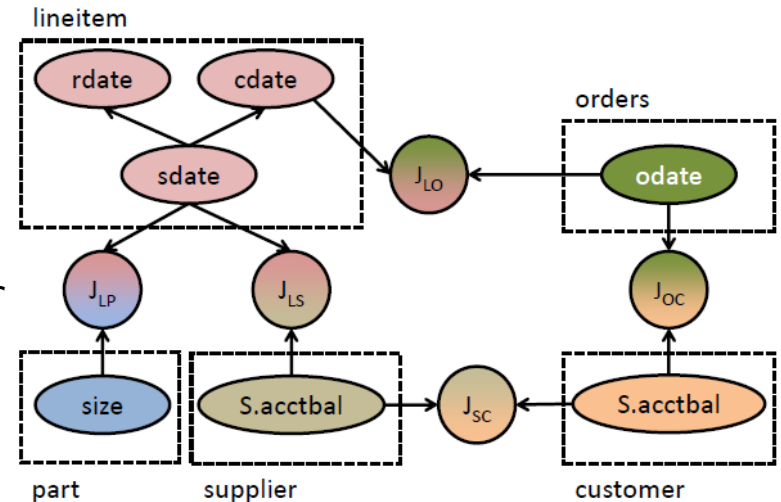 lineitem
rdate
cdate
orders
sdate
J_LO
odate
J_LP
J_LS
J_OC
size
S.acctbal
J_SC
S.acctbal
part
supplier
customer